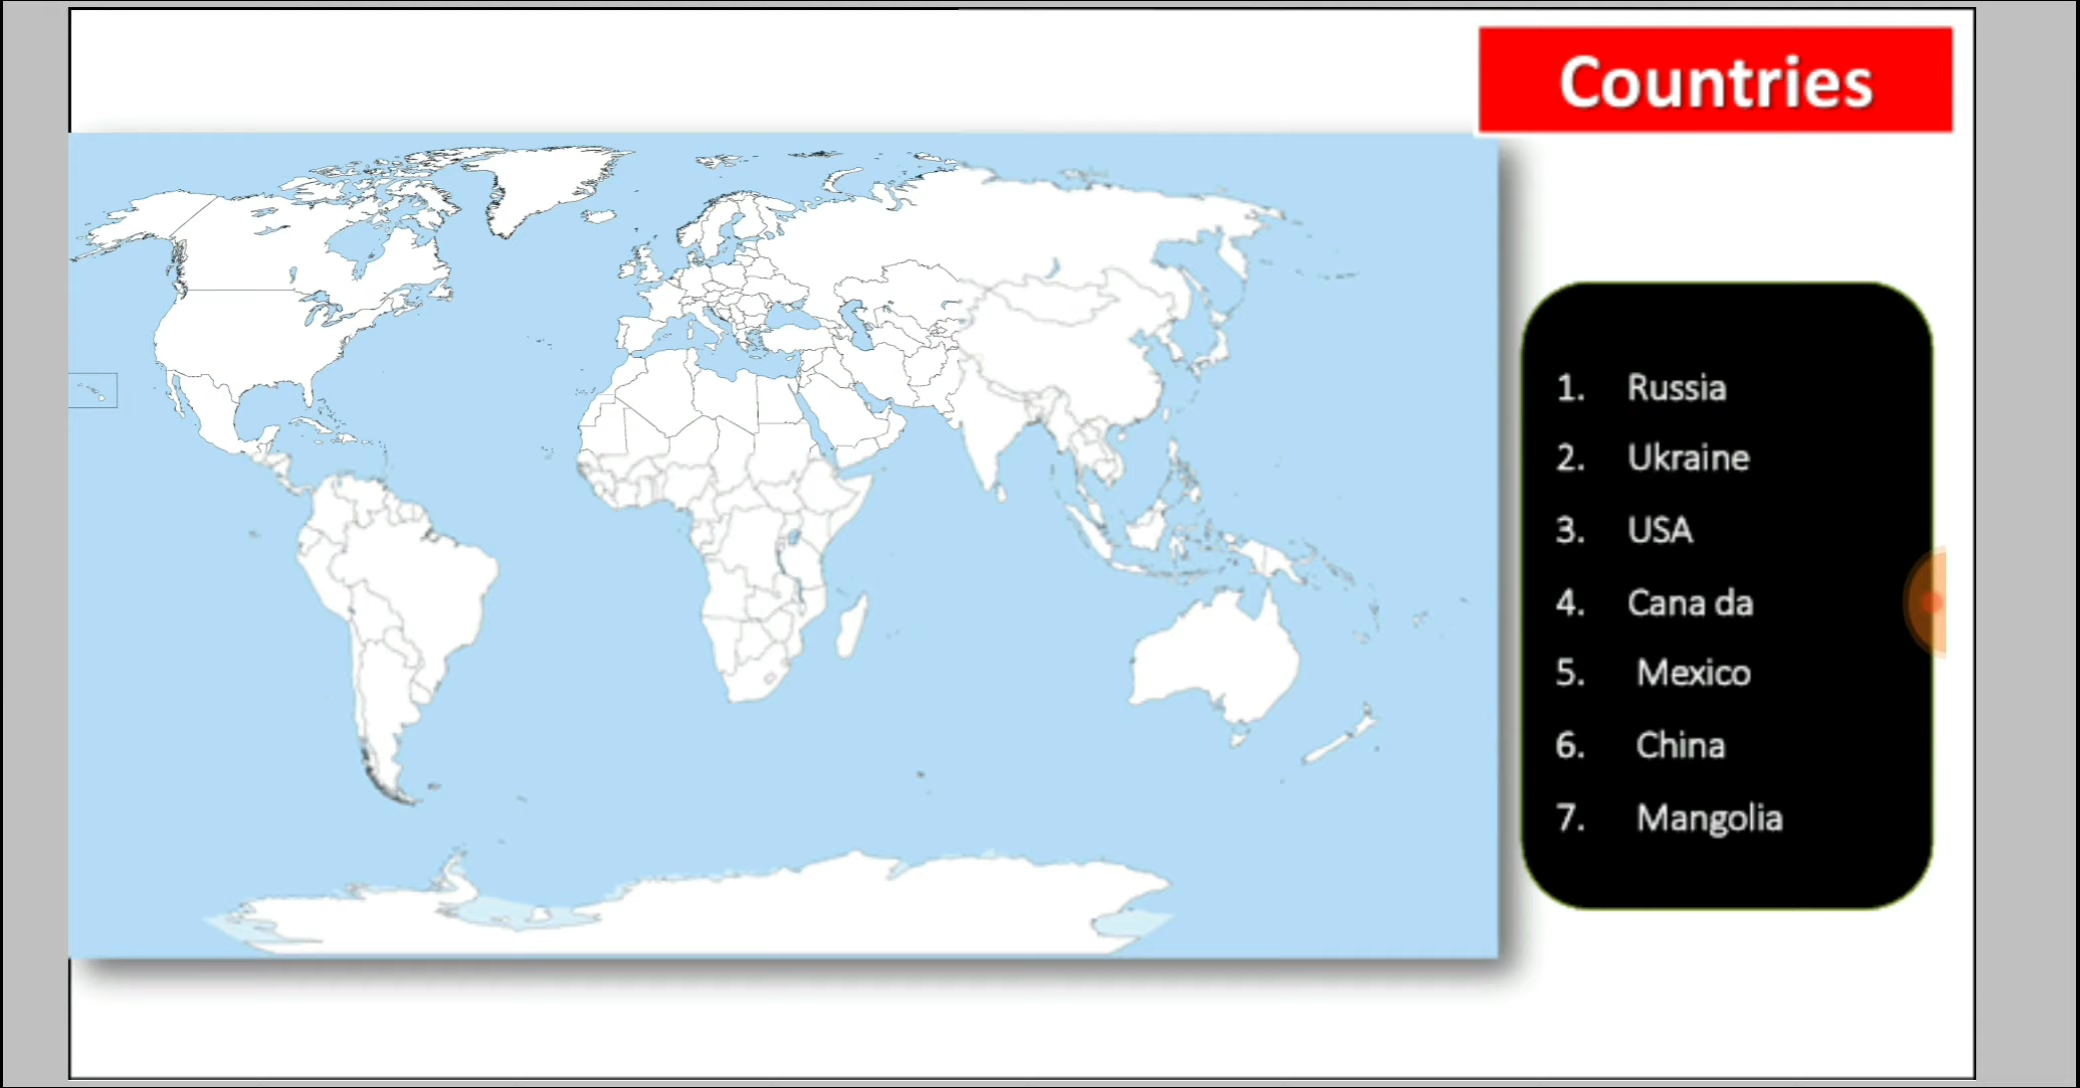 Countries
1. Russia
2. Ukraine
3. USA
4. Cana da
5. Mexico
6. China
7. Mangolia